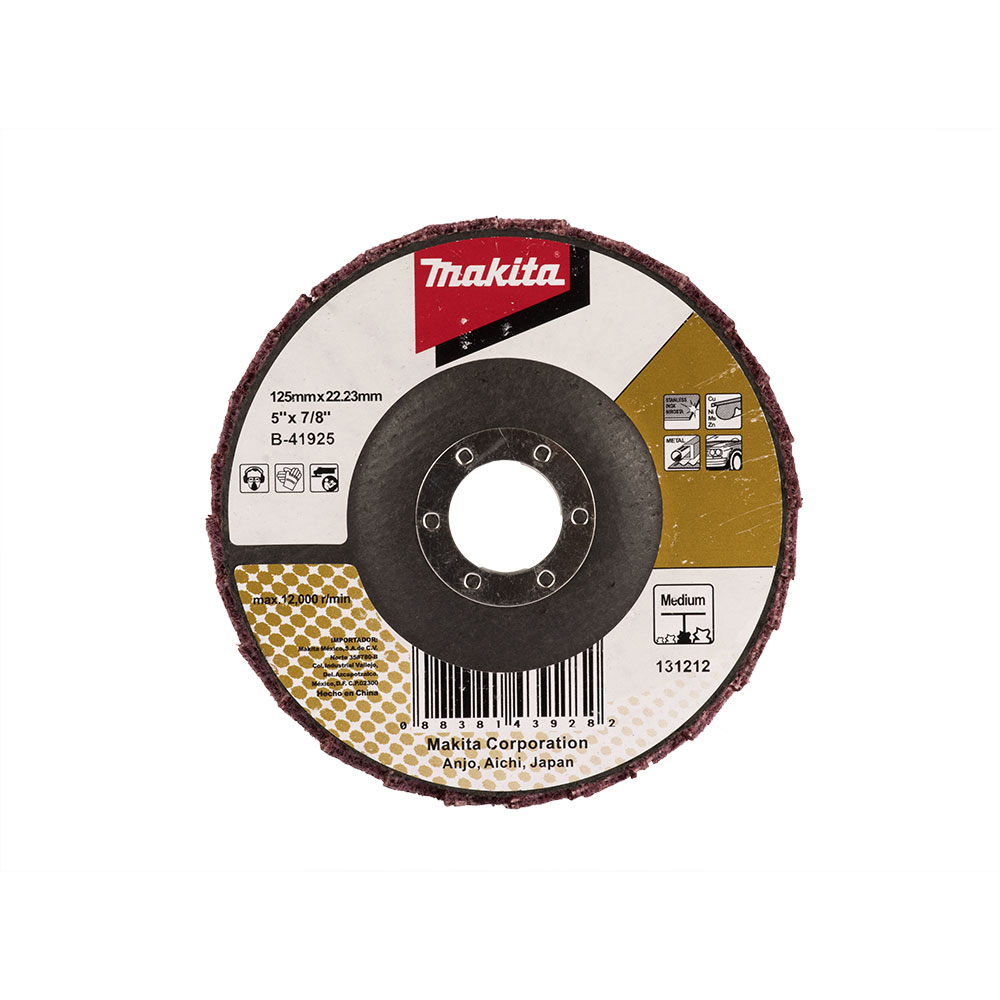 Makita®
125mm x 22.23mm
5" x 7/8"
B-41925
STAINLESS
INOX
NIROSTA
Cu
Ni
Ms
Zn
METAL
max.12,000 r/min
Medium
131212
IMPORTADOR:
Makita México,S.A.de C.V.
Norte 35#780-B
Col.Industrial Vallejo,
Del.Azcapotzalco,
México,D.F. C.P.02300
Hecho en China
0 88381 43928 2
Makita Corporation
Anjo, Aichi, Japan